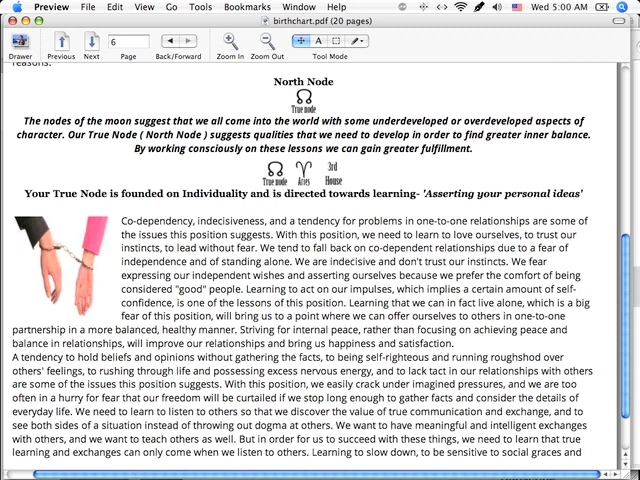 Preview File Edit View Go Tools Bookmarks Window Help Wed 5:00 AM
birthchart.pdf (20 pages)
6
A
Drawer Previous Next Page Back/Forward Zoom In Zoom Out Tool Mode
reasons.
North Node
True node
The nodes of the moon suggest that we all come into the world with some underdeveloped or overdeveloped aspects of
character. Our True Node ( North Node ) suggests qualities that we need to develop in order to find greater inner balance.
By working consciously on these lessons we can gain greater fulfillment.
3rd
True node Aries House
Your True Node is founded on Individuality and is directed towards learning- 'Asserting your personal ideas'
Co-dependency, indecisiveness, and a tendency for problems in one-to-one relationships are some of
the issues this position suggests. With this position, we need to learn to love ourselves, to trust our
instincts, to lead without fear. We tend to fall back on co-dependent relationships due to a fear of
independence and of standing alone. We are indecisive and don't trust our instincts. We fear
expressing our independent wishes and asserting ourselves because we prefer the comfort of being
considered "good" people. Learning to act on our impulses, which implies a certain amount of self-
confidence, is one of the lessons of this position. Learning that we can in fact live alone, which is a big
fear of this position, will bring us to a point where we can offer ourselves to others in one-to-one
partnership in a more balanced, healthy manner. Striving for internal peace, rather than focusing on achieving peace and
balance in relationships, will improve our relationships and bring us happiness and satisfaction.
A tendency to hold beliefs and opinions without gathering the facts, to being self-righteous and running roughshod over
others' feelings, to rushing through life and possessing excess nervous energy, and to lack tact in our relationships with others
are some of the issues this position suggests. With this position, we easily crack under imagined pressures, and we are too
often in a hurry for fear that our freedom will be curtailed if we stop long enough to gather facts and consider the details of
everyday life. We need to learn to listen to others so that we discover the value of true communication and exchange, and to
see both sides of a situation instead of throwing out dogma at others. We want to have meaningful and intelligent exchanges
with others, and we want to teach others as well. But in order for us to succeed with these things, we need to learn that true
learning and exchanges can only come when we listen to others. Learning to slow down, to be sensitive to social graces and